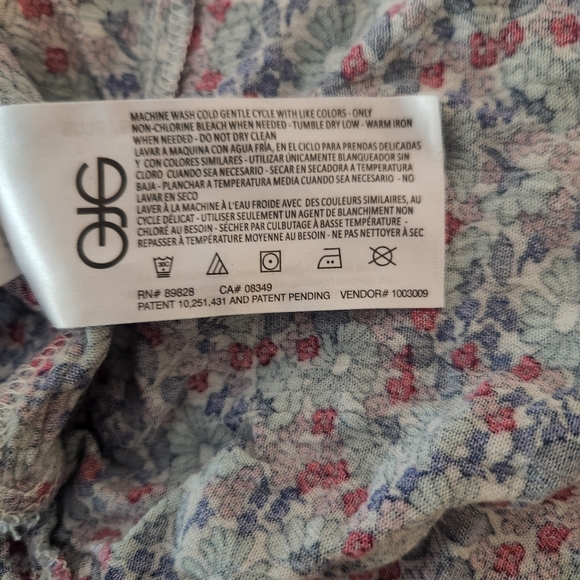 MACHINE WASH COLD GENTLE CYCLE WITH LIKE COLORS - ONLY
NON-CHLORINE BLEACH WHEN NEEDED - TUMBLE DRY LOW - WARM IRON
WHEN NEEDED - DO NOT DRY CLEAN
LAVAR A MAQUINA CON AGUA FRÍA, EN EL CICLO PARA PRENDAS DELICADAS
Y CON COLORES SIMILARES - UTILIZAR ÚNICAMENTE BLANQUEADOR SIN
CLORO CUANDO SEA NECESARIO - SECAR EN SECADORA A TEMPERATURA
BAJA - PLANCHAR A TEMPERATURA MEDIA CUANDO SEA NECESARIO - NO
LAVAR EN SECO
LAVER À LA MACHINE À L'EAU FROIDE AVEC DES COULEURS SIMILAIRES, AU
CYCLE DÉLICAT - UTILISER SEULEMENT UN AGENT DE BLANCHIMENT NON
CHLORÉ AU BESOIN - SÉCHER PAR CULBUTAGE À BASSE TEMPÉRATURE -
REPASSER À TEMPÉRATURE MOYENNE AU BESOIN - NE PAS NETTOYER À SEC
30C
RN# 89828 CA# 08349
PATENT 10,251,431 AND PATENT PENDING VENDOR# 1003009